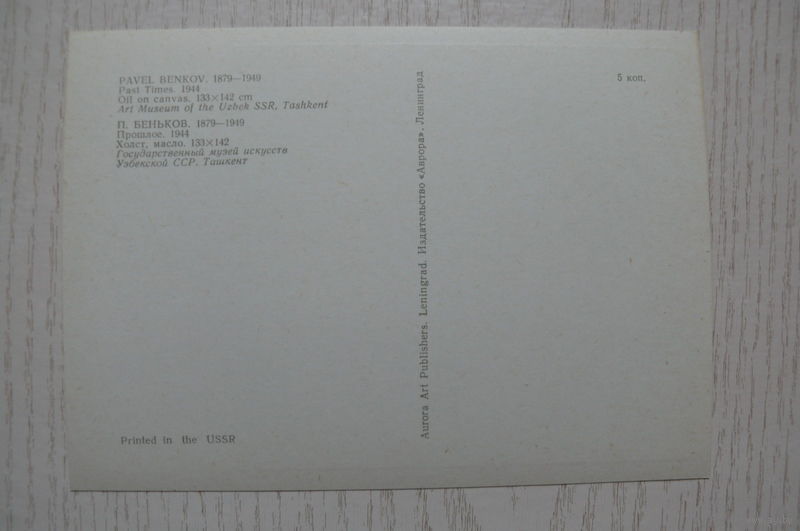 PAVEL BENKOV. 1879—1949
Past Times. 1944
Oil on canvas. 133×142 cm
Art Museum of the Uzbek SSR, Tashkent
П. БЕНЬКОВ. 1879—1949
Прошлое. 1944
Холст, масло. 133×142
Государственный музей искусств
Узбекской ССР. Ташкент
Printed in the USSR
Aurora Art Publishers. Leningrad. Издательство «Аврора». Ленинград
5 коп.